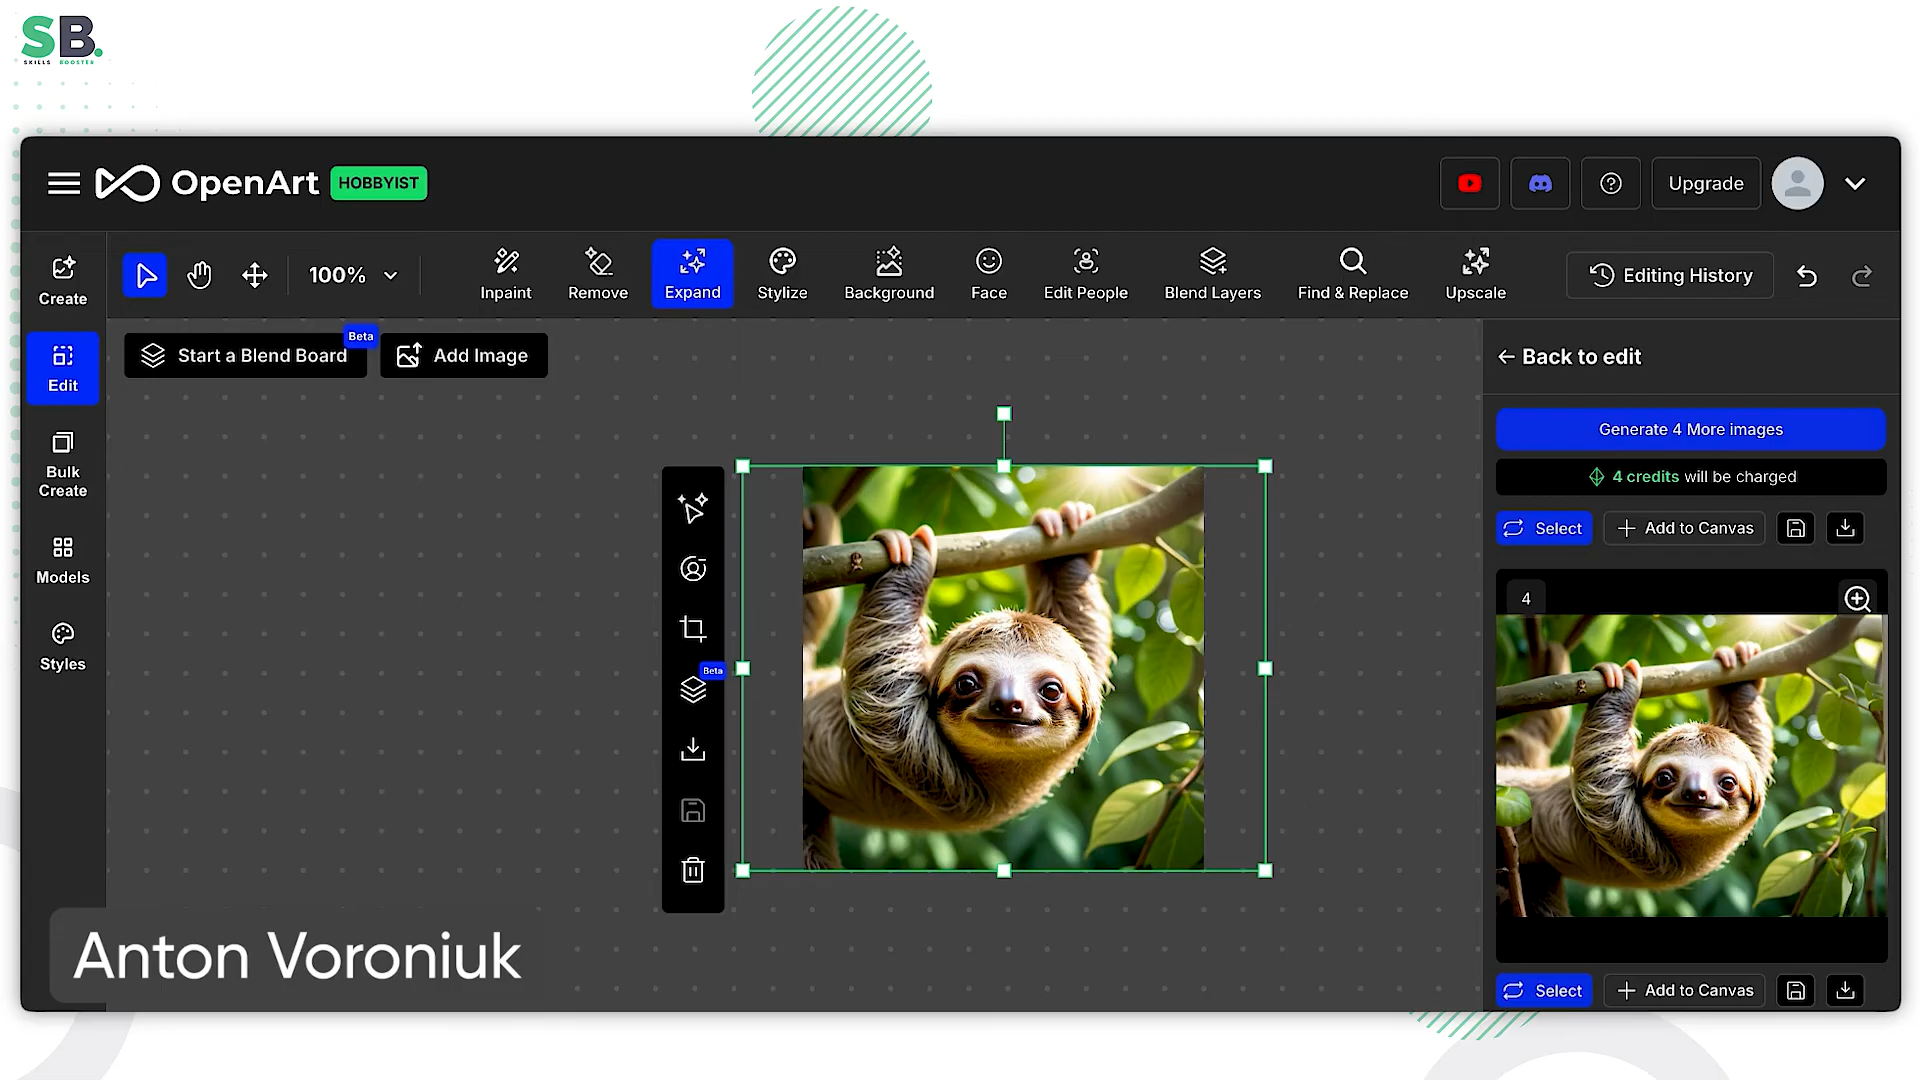 SB.
SKILLS BOOSTER
OpenArt HOBBYIST
Upgrade
Create
100%
Inpaint
Remove
Expand
Stylize
Background
Face
Edit People
Blend Layers
Find & Replace
Upscale
Editing History
Edit
Start a Blend Board
Beta
Add Image
Back to edit
Generate 4 More images
4 credits will be charged
Select
Add to Canvas
Bulk
Create
Models
Styles
Beta
4
Select
Add to Canvas
Anton Voroniuk